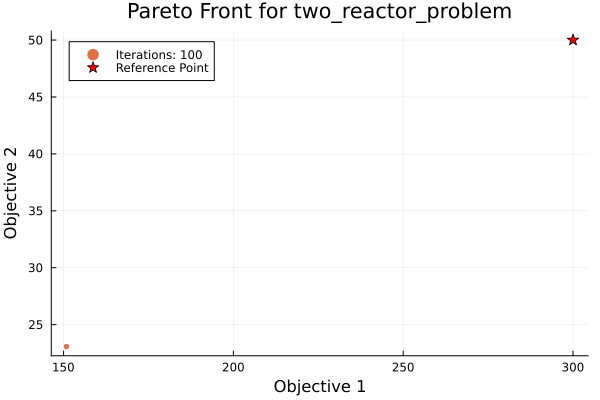 Pareto Front for two_reactor_problem
Iterations: 100
Reference Point
Objective 2
50
45
40
35
30
25
150
200
250
300
Objective 1